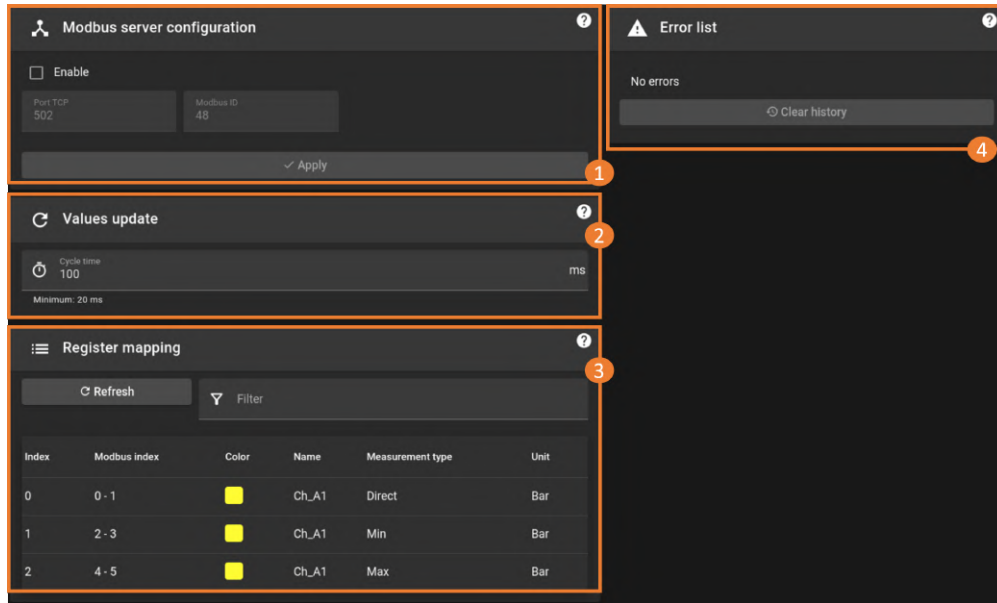 Modbus server configuration
?
Enable
Port TCP
502
Modbus ID
48
Apply
1
Values update
?
2
Cycle time
100
ms
Minimum: 20 ms
Register mapping
?
3
Refresh
Filter
Index Modbus index Color Name Measurement type Unit
0 0 - 1 Ch_A1 Direct Bar
1 2 - 3 Ch_A1 Min Bar
2 4 - 5 Ch_A1 Max Bar
Error list
?
No errors
Clear history
4